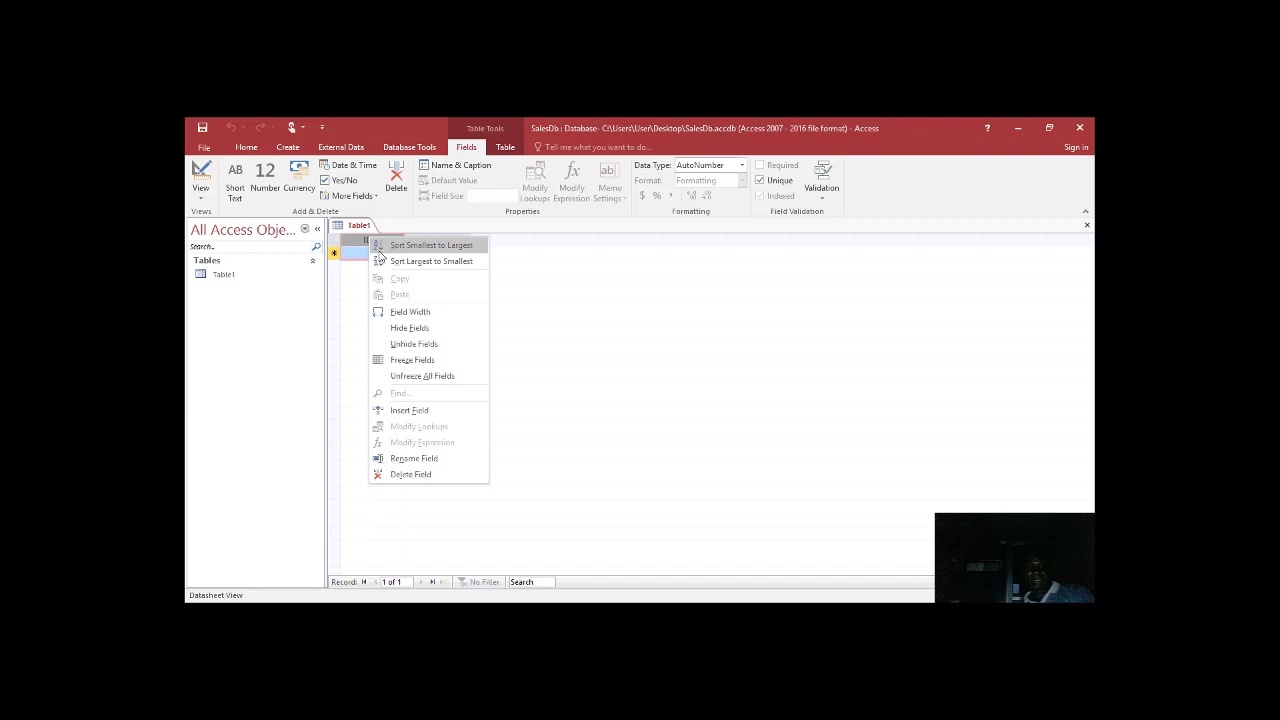 Table Tools
SalesDb : Database- C:\Users\User\Desktop\SalesDb.accdb (Access 2007 - 2016 file format) - Access
?
File Home Create External Data Database Tools Fields Table Tell me what you want to do... Sign in
View
Views
AB Short Text
12 Number
Currency
Date & Time
Yes/No
More Fields
Delete
Add & Delete
Name & Caption
Default Value
Field Size
Modify Lookups
fx Modify Expression
ab Memo Settings
Properties
Data Type: AutoNumber
Format: Formatting
$ % ,
Formatting
Required
Unique
Indexed
Validation
Field Validation
All Access Obje...
Search..
Tables
Table1
Table1
Sort Smallest to Largest
Sort Largest to Smallest
Copy
Paste
Field Width
Hide Fields
Unhide Fields
Freeze Fields
Unfreeze All Fields
Find...
Insert Field
Modify Lookups
Modify Expression
Rename Field
Delete Field
Record: 1 of 1 No Filter Search
Datasheet View